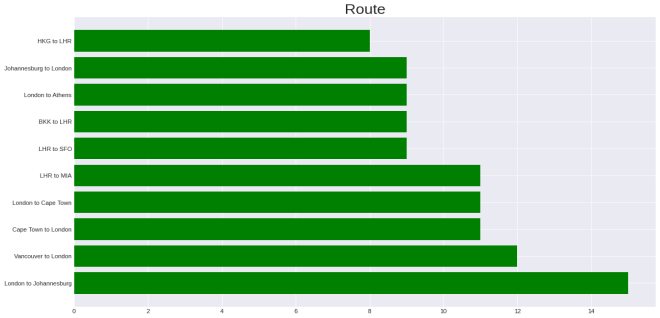 Route
HKG to LHR
Johannesburg to London
London to Athens
BKK to LHR
LHR to SFO
LHR to MIA
London to Cape Town
Cape Town to London
Vancouver to London
London to Johannesburg
0 2 4 6 8 10 12 14